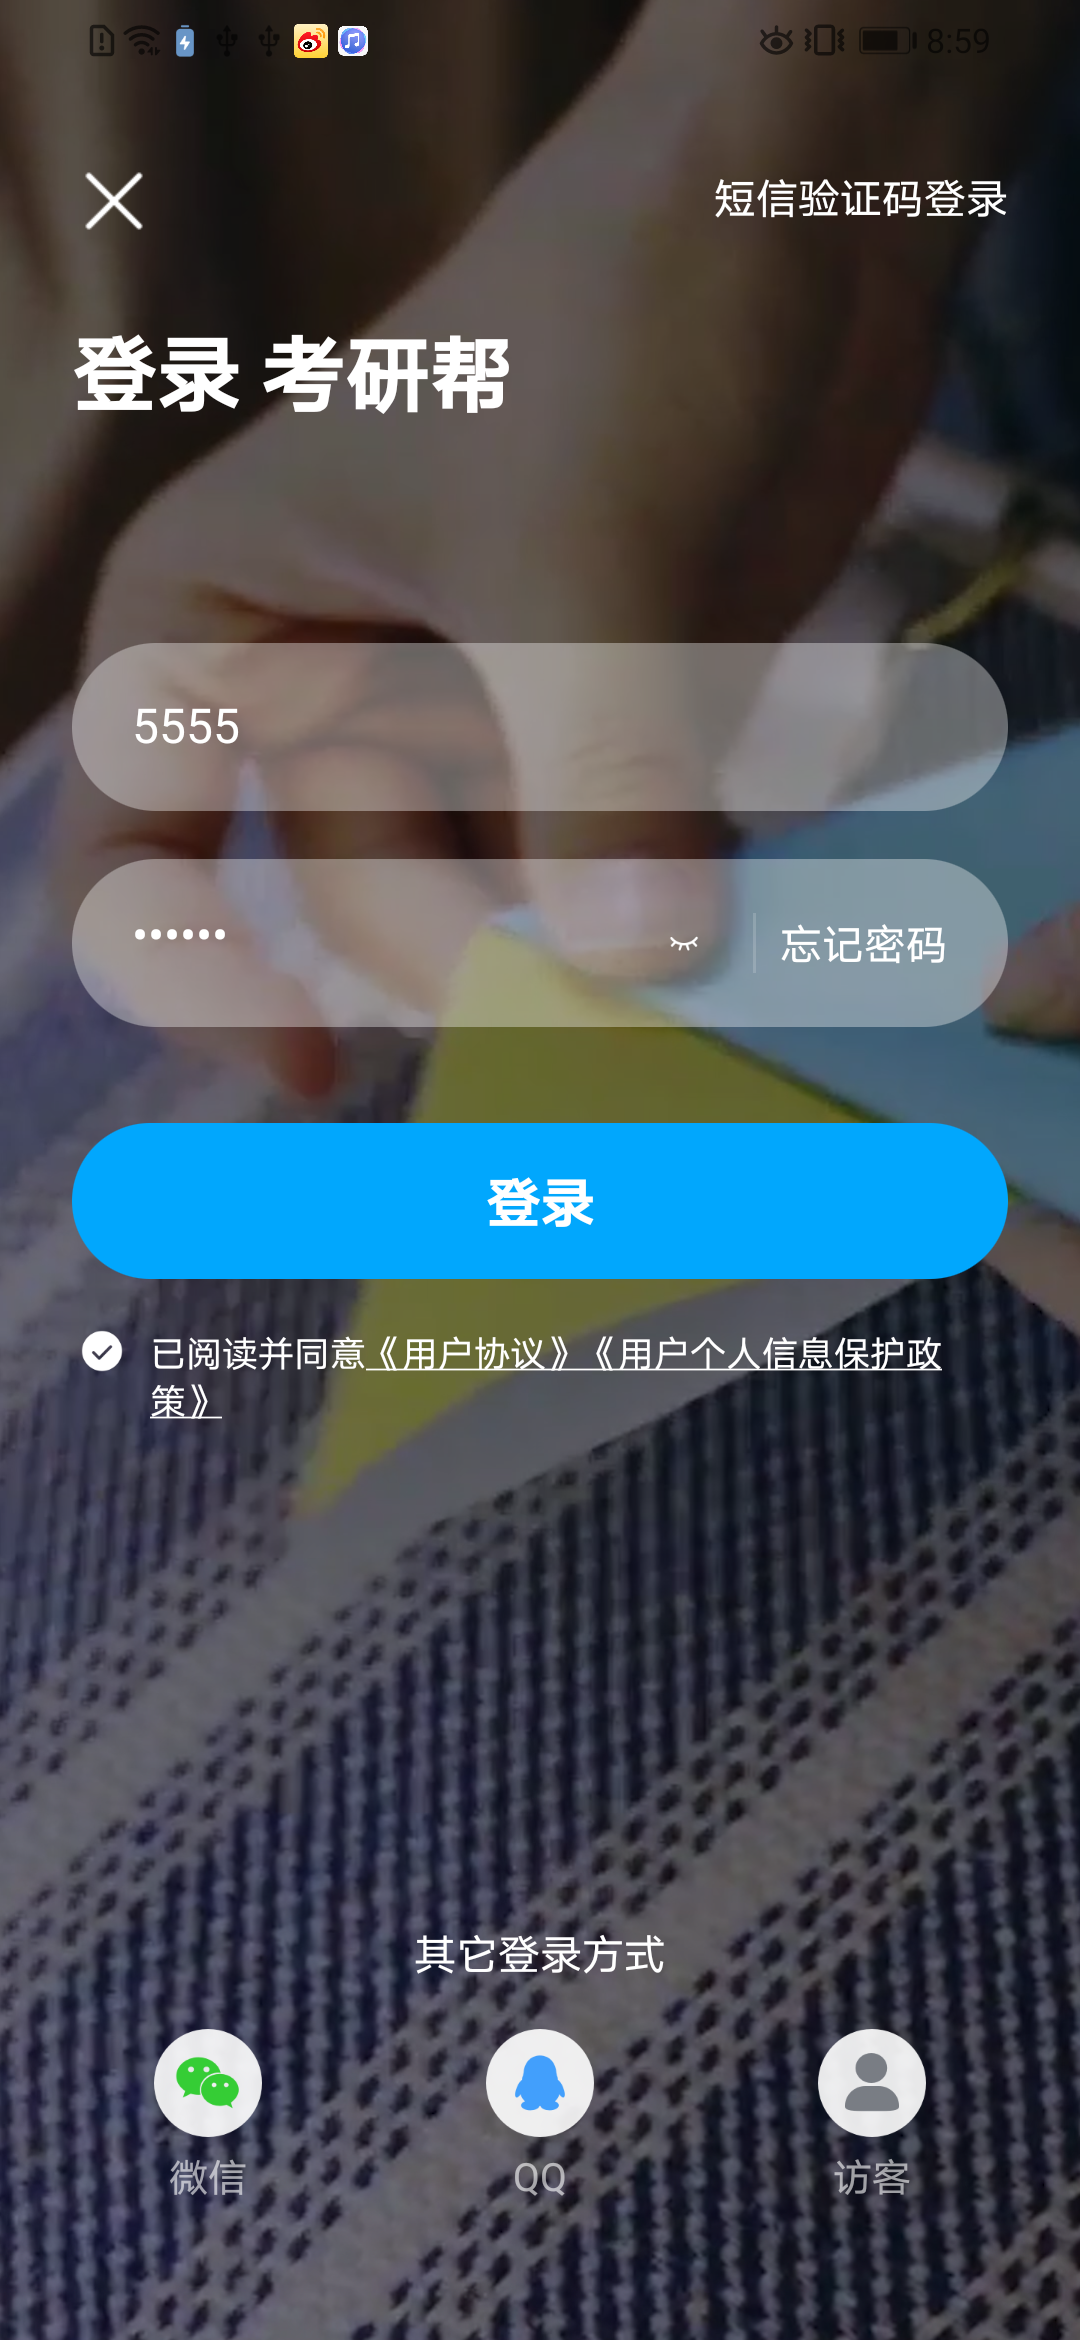 8:59
短信验证码登录
登录 考研帮
5555
••••••
忘记密码
登录
已阅读并同意《用户协议》《用户个人信息保护政
策》
其它登录方式
微信
QQ
访客